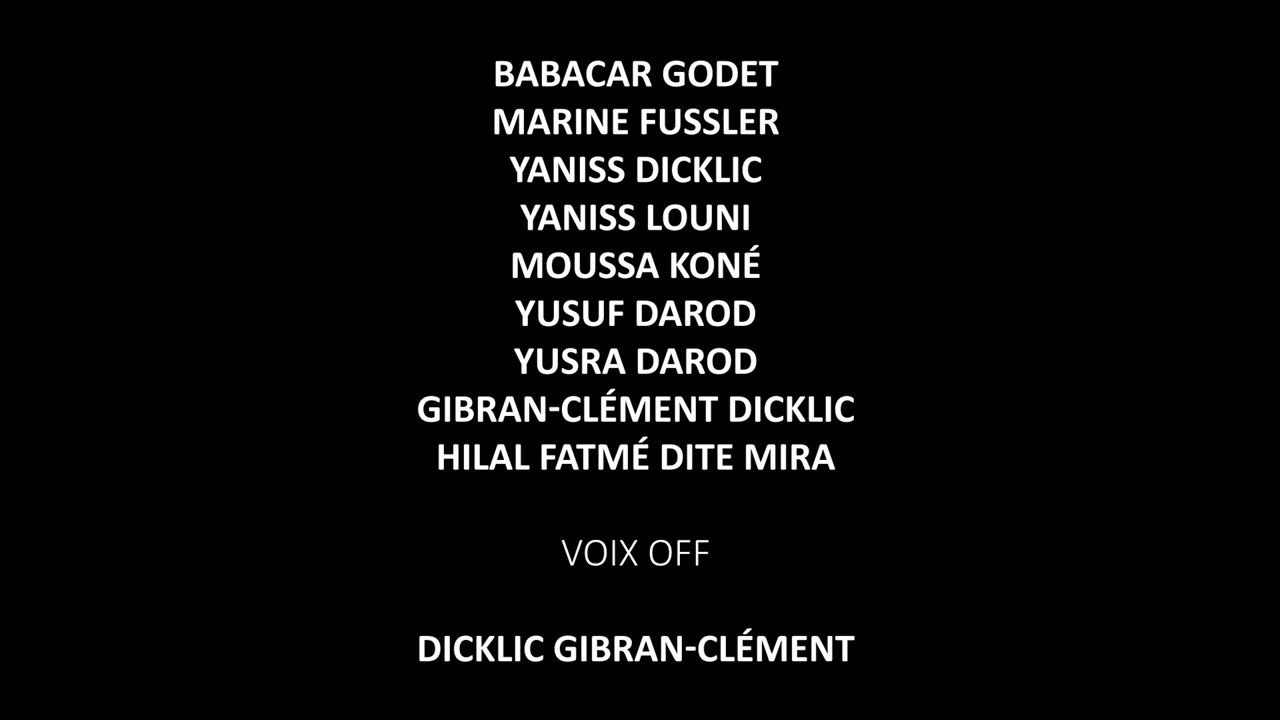 BABACAR GODET
MARINE FUSSLER
YANISS DICKLIC
YANISS LOUNI
MOUSSA KONÉ
YUSUF DAROD
YUSRA DAROD
GIBRAN-CLÉMENT DICKLIC
HILAL FATMÉ DITE MIRA
VOIX OFF
DICKLIC GIBRAN-CLÉMENT